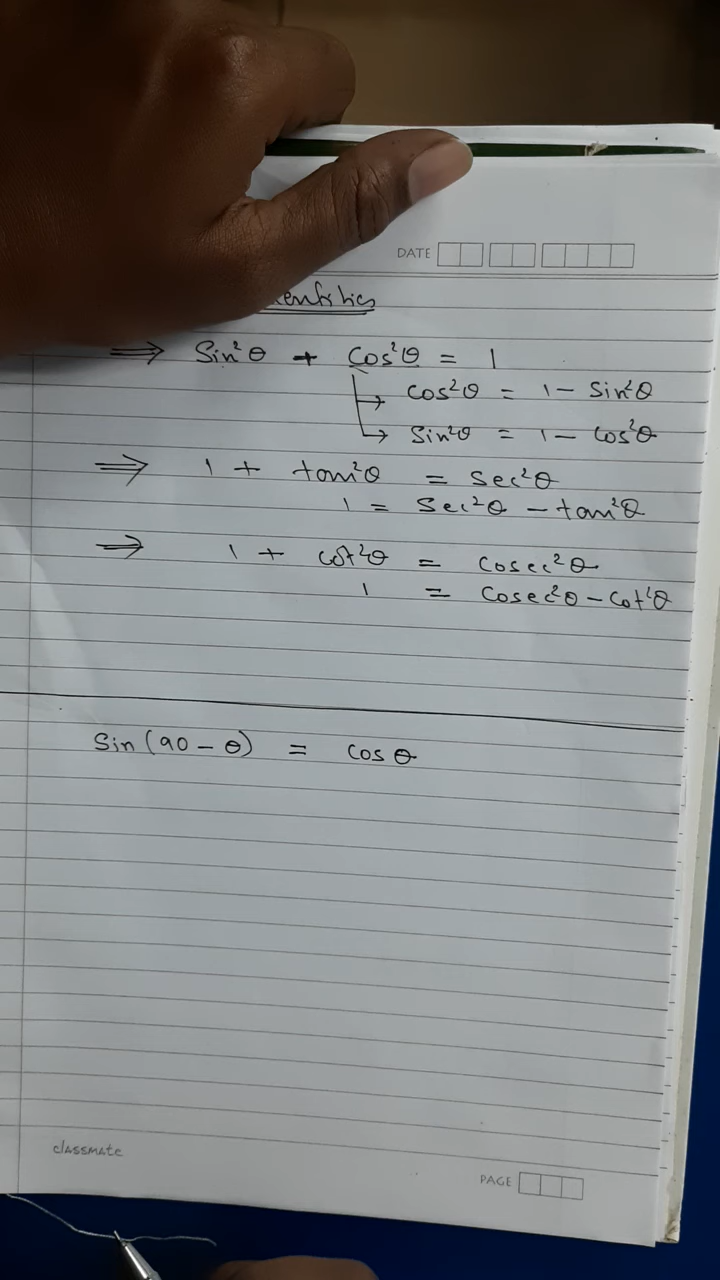 DATE
⇒ Sin²θ + Cos²θ = 1
→ Cos²θ = 1 - Sin²θ
→ Sin²θ = 1 - Cos²θ
⇒ 1 + tan²θ = Sec²θ
1 = Sec²θ - tan²θ
⇒ 1 + Cot²θ = Cosec²θ
1 = Cosec²θ - Cot²θ
Sin (90 - θ) = Cos θ
classmate
PAGE